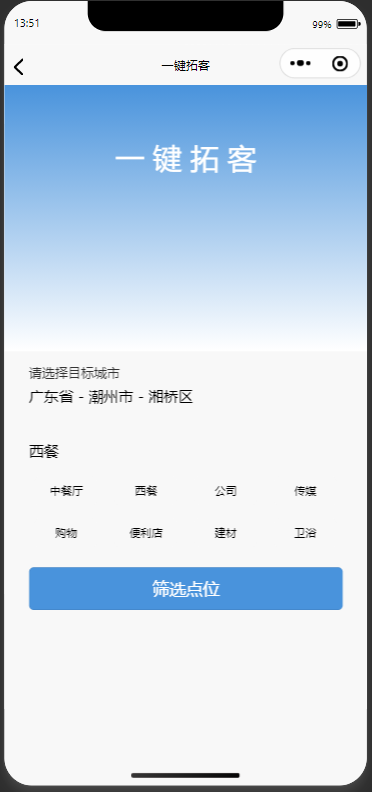 13:51 99%
一键拓客
一键拓客
请选择目标城市
广东省 - 潮州市 - 湘桥区
西餐
中餐厅 西餐 公司 传媒
购物 便利店 建材 卫浴
筛选点位